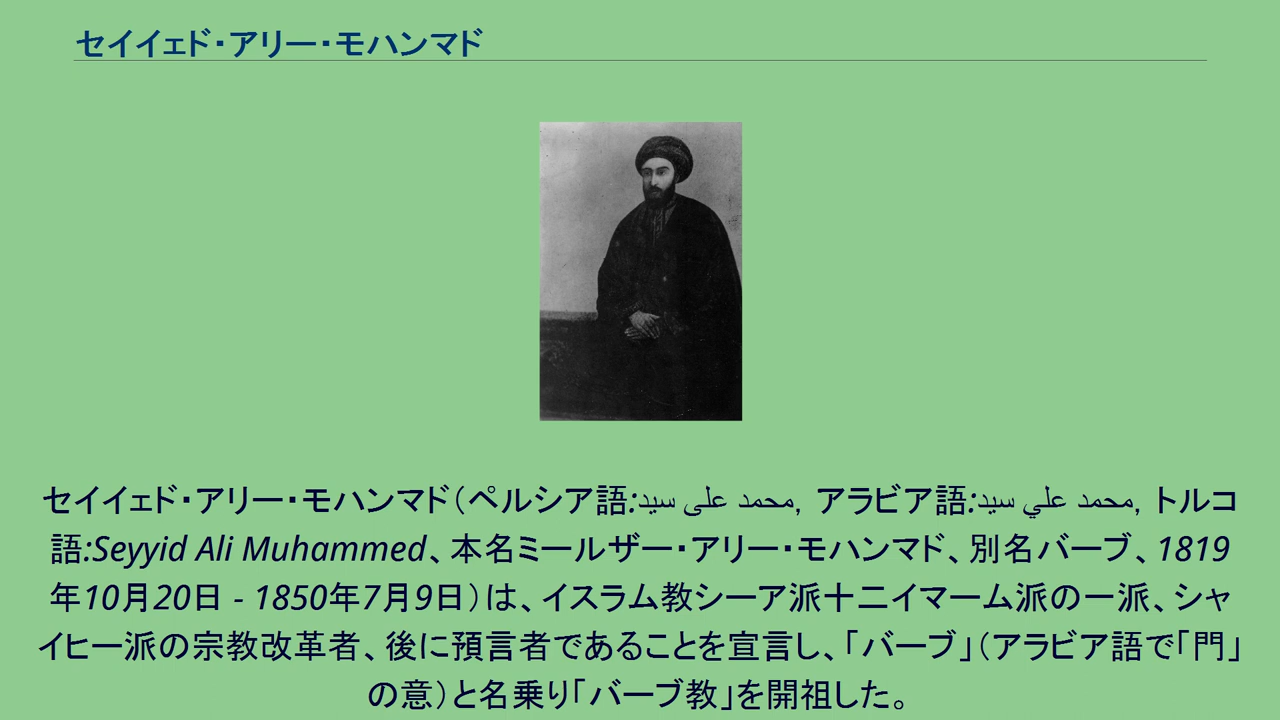 セイイェド・アリー・モハンマド
セイイェド・アリー・モハンマド（ペルシア語:سید علی محمد, アラビア語:سيد علي محمد, トルコ
語:Seyyid Ali Muhammed、本名ミールザー・アリー・モハンマド、別名バーブ、1819
年10月20日 - 1850年7月9日）は、イスラム教シーア派十二イマーム派の一派、シャ
イヒー派の宗教改革者、後に預言者であることを宣言し、「バーブ」（アラビア語で「門」
の意）と名乗り「バーブ教」を開祖した。